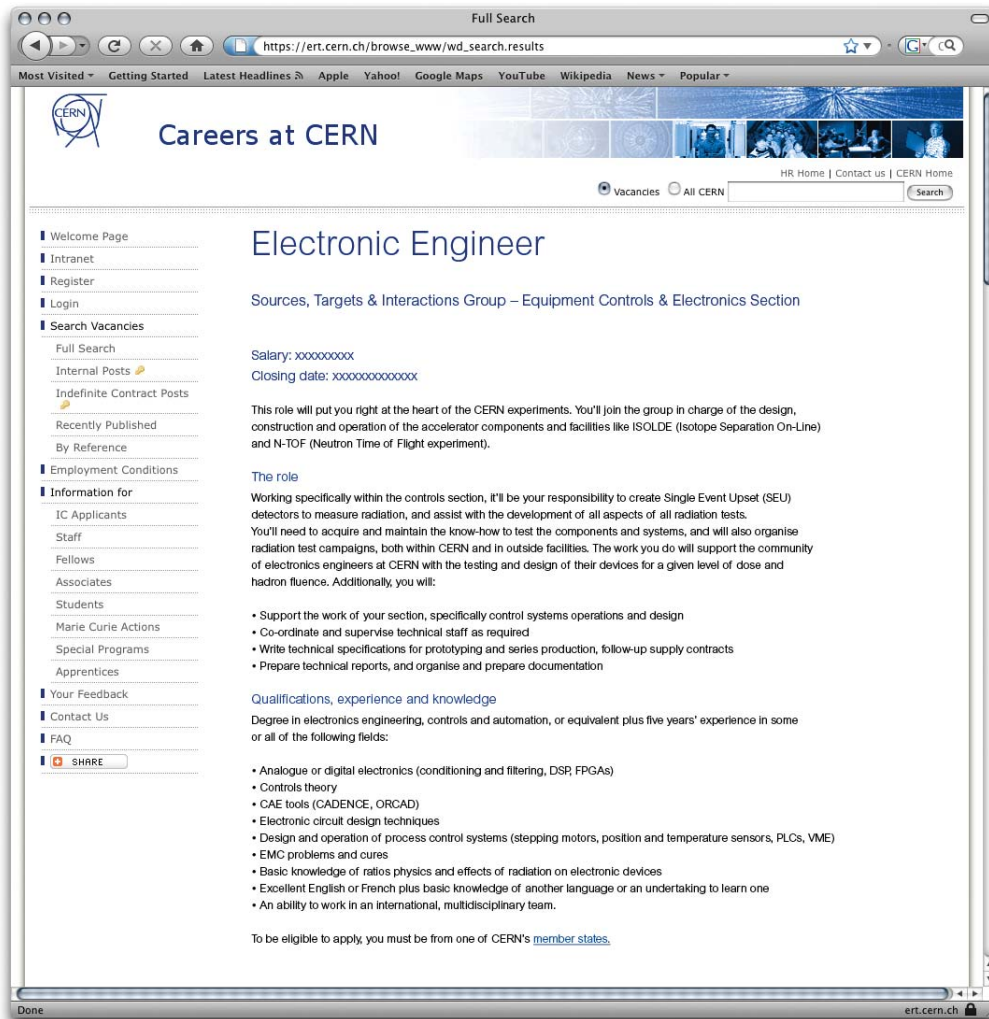 Full Search
https://ert.cern.ch/browse_www/wd_search.results
G
Most Visited
Getting Started
Latest Headlines
Apple
Yahoo!
Google Maps
YouTube
Wikipedia
News
Popular
CERN
Careers at CERN
HR Home | Contact us | CERN Home
Vacancies
All CERN
Search
Welcome Page
Intranet
Register
Login
Search Vacancies
Full Search
Internal Posts
Indefinite Contract Posts
Recently Published
By Reference
Employment Conditions
Information for
IC Applicants
Staff
Fellows
Associates
Students
Marie Curie Actions
Special Programs
Apprentices
Your Feedback
Contact Us
FAQ
SHARE
Electronic Engineer
Sources, Targets & Interactions Group – Equipment Controls & Electronics Section
Salary: xxxxxxxxx
Closing date: xxxxxxxxxxxxx
This role will put you right at the heart of the CERN experiments. You'll join the group in charge of the design,
construction and operation of the accelerator components and facilities like ISOLDE (Isotope Separation On-Line)
and N-TOF (Neutron Time of Flight experiment).
The role
Working specifically within the controls section, it'll be your responsibility to create Single Event Upset (SEU)
detectors to measure radiation, and assist with the development of all aspects of all radiation tests.
You'll need to acquire and maintain the know-how to test the components and systems, and will also organise
radiation test campaigns, both within CERN and in outside facilities. The work you do will support the community
of electronics engineers at CERN with the testing and design of their devices for a given level of dose and
hadron fluence. Additionally, you will:
• Support the work of your section, specifically control systems operations and design
• Co-ordinate and supervise technical staff as required
• Write technical specifications for prototyping and series production, follow-up supply contracts
• Prepare technical reports, and organise and prepare documentation
Qualifications, experience and knowledge
Degree in electronics engineering, controls and automation, or equivalent plus five years' experience in some
or all of the following fields:
• Analogue or digital electronics (conditioning and filtering, DSP, FPGAs)
• Controls theory
• CAE tools (CADENCE, ORCAD)
• Electronic circuit design techniques
• Design and operation of process control systems (stepping motors, position and temperature sensors, PLCs, VME)
• EMC problems and cures
• Basic knowledge of ratios physics and effects of radiation on electronic devices
• Excellent English or French plus basic knowledge of another language or an undertaking to learn one
• An ability to work in an international, multidisciplinary team.
To be eligible to apply, you must be from one of CERN's member states.
Done
ert.cern.ch